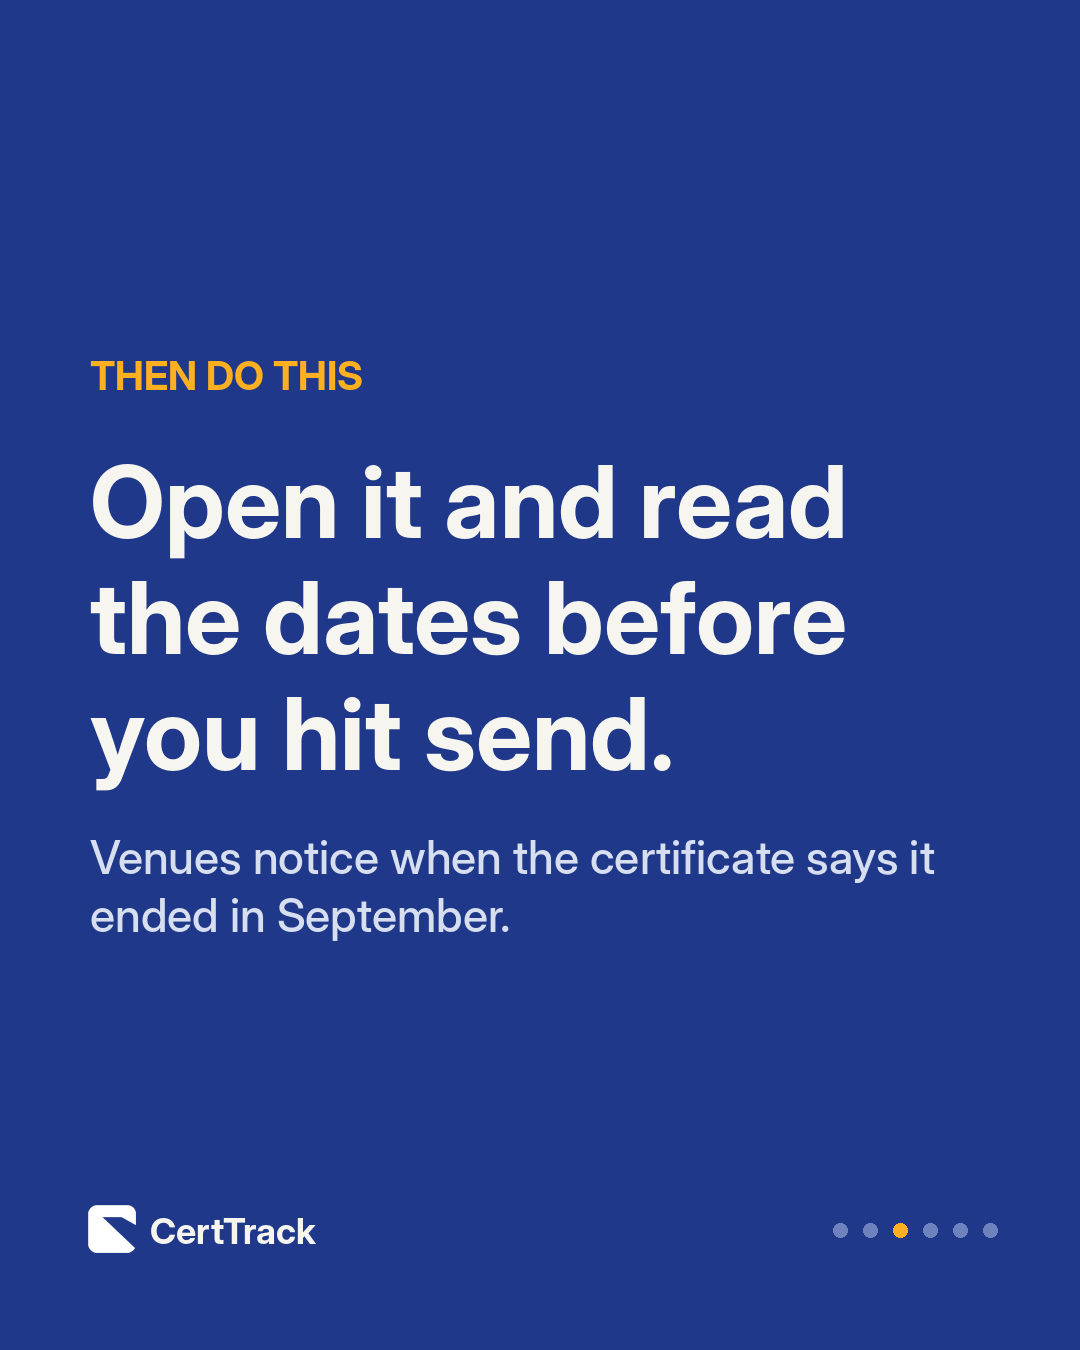 THEN DO THIS
Open it and read
the dates before
you hit send.
Venues notice when the certificate says it
ended in September.
CertTrack